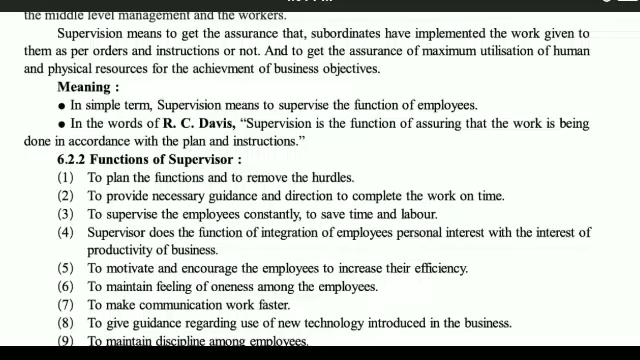 the middle level management and the workers.
Supervision means to get the assurance that, subordinates have implemented the work given to
them as per orders and instructions or not. And to get the assurance of maximum utilisation of human
and physical resources for the achievment of business objectives.
Meaning :
● In simple term, Supervision means to supervise the function of employees.
● In the words of R. C. Davis, “Supervision is the function of assuring that the work is being
done in accordance with the plan and instructions.”
6.2.2 Functions of Supervisor :
(1) To plan the functions and to remove the hurdles.
(2) To provide necessary guidance and direction to complete the work on time.
(3) To supervise the employees constantly, to save time and labour.
(4) Supervisor does the function of integration of employees personal interest with the interest of
productivity of business.
(5) To motivate and encourage the employees to increase their efficiency.
(6) To maintain feeling of oneness among the employees.
(7) To make communication work faster.
(8) To give guidance regarding use of new technology introduced in the business.
(9) To maintain discipline among employees.